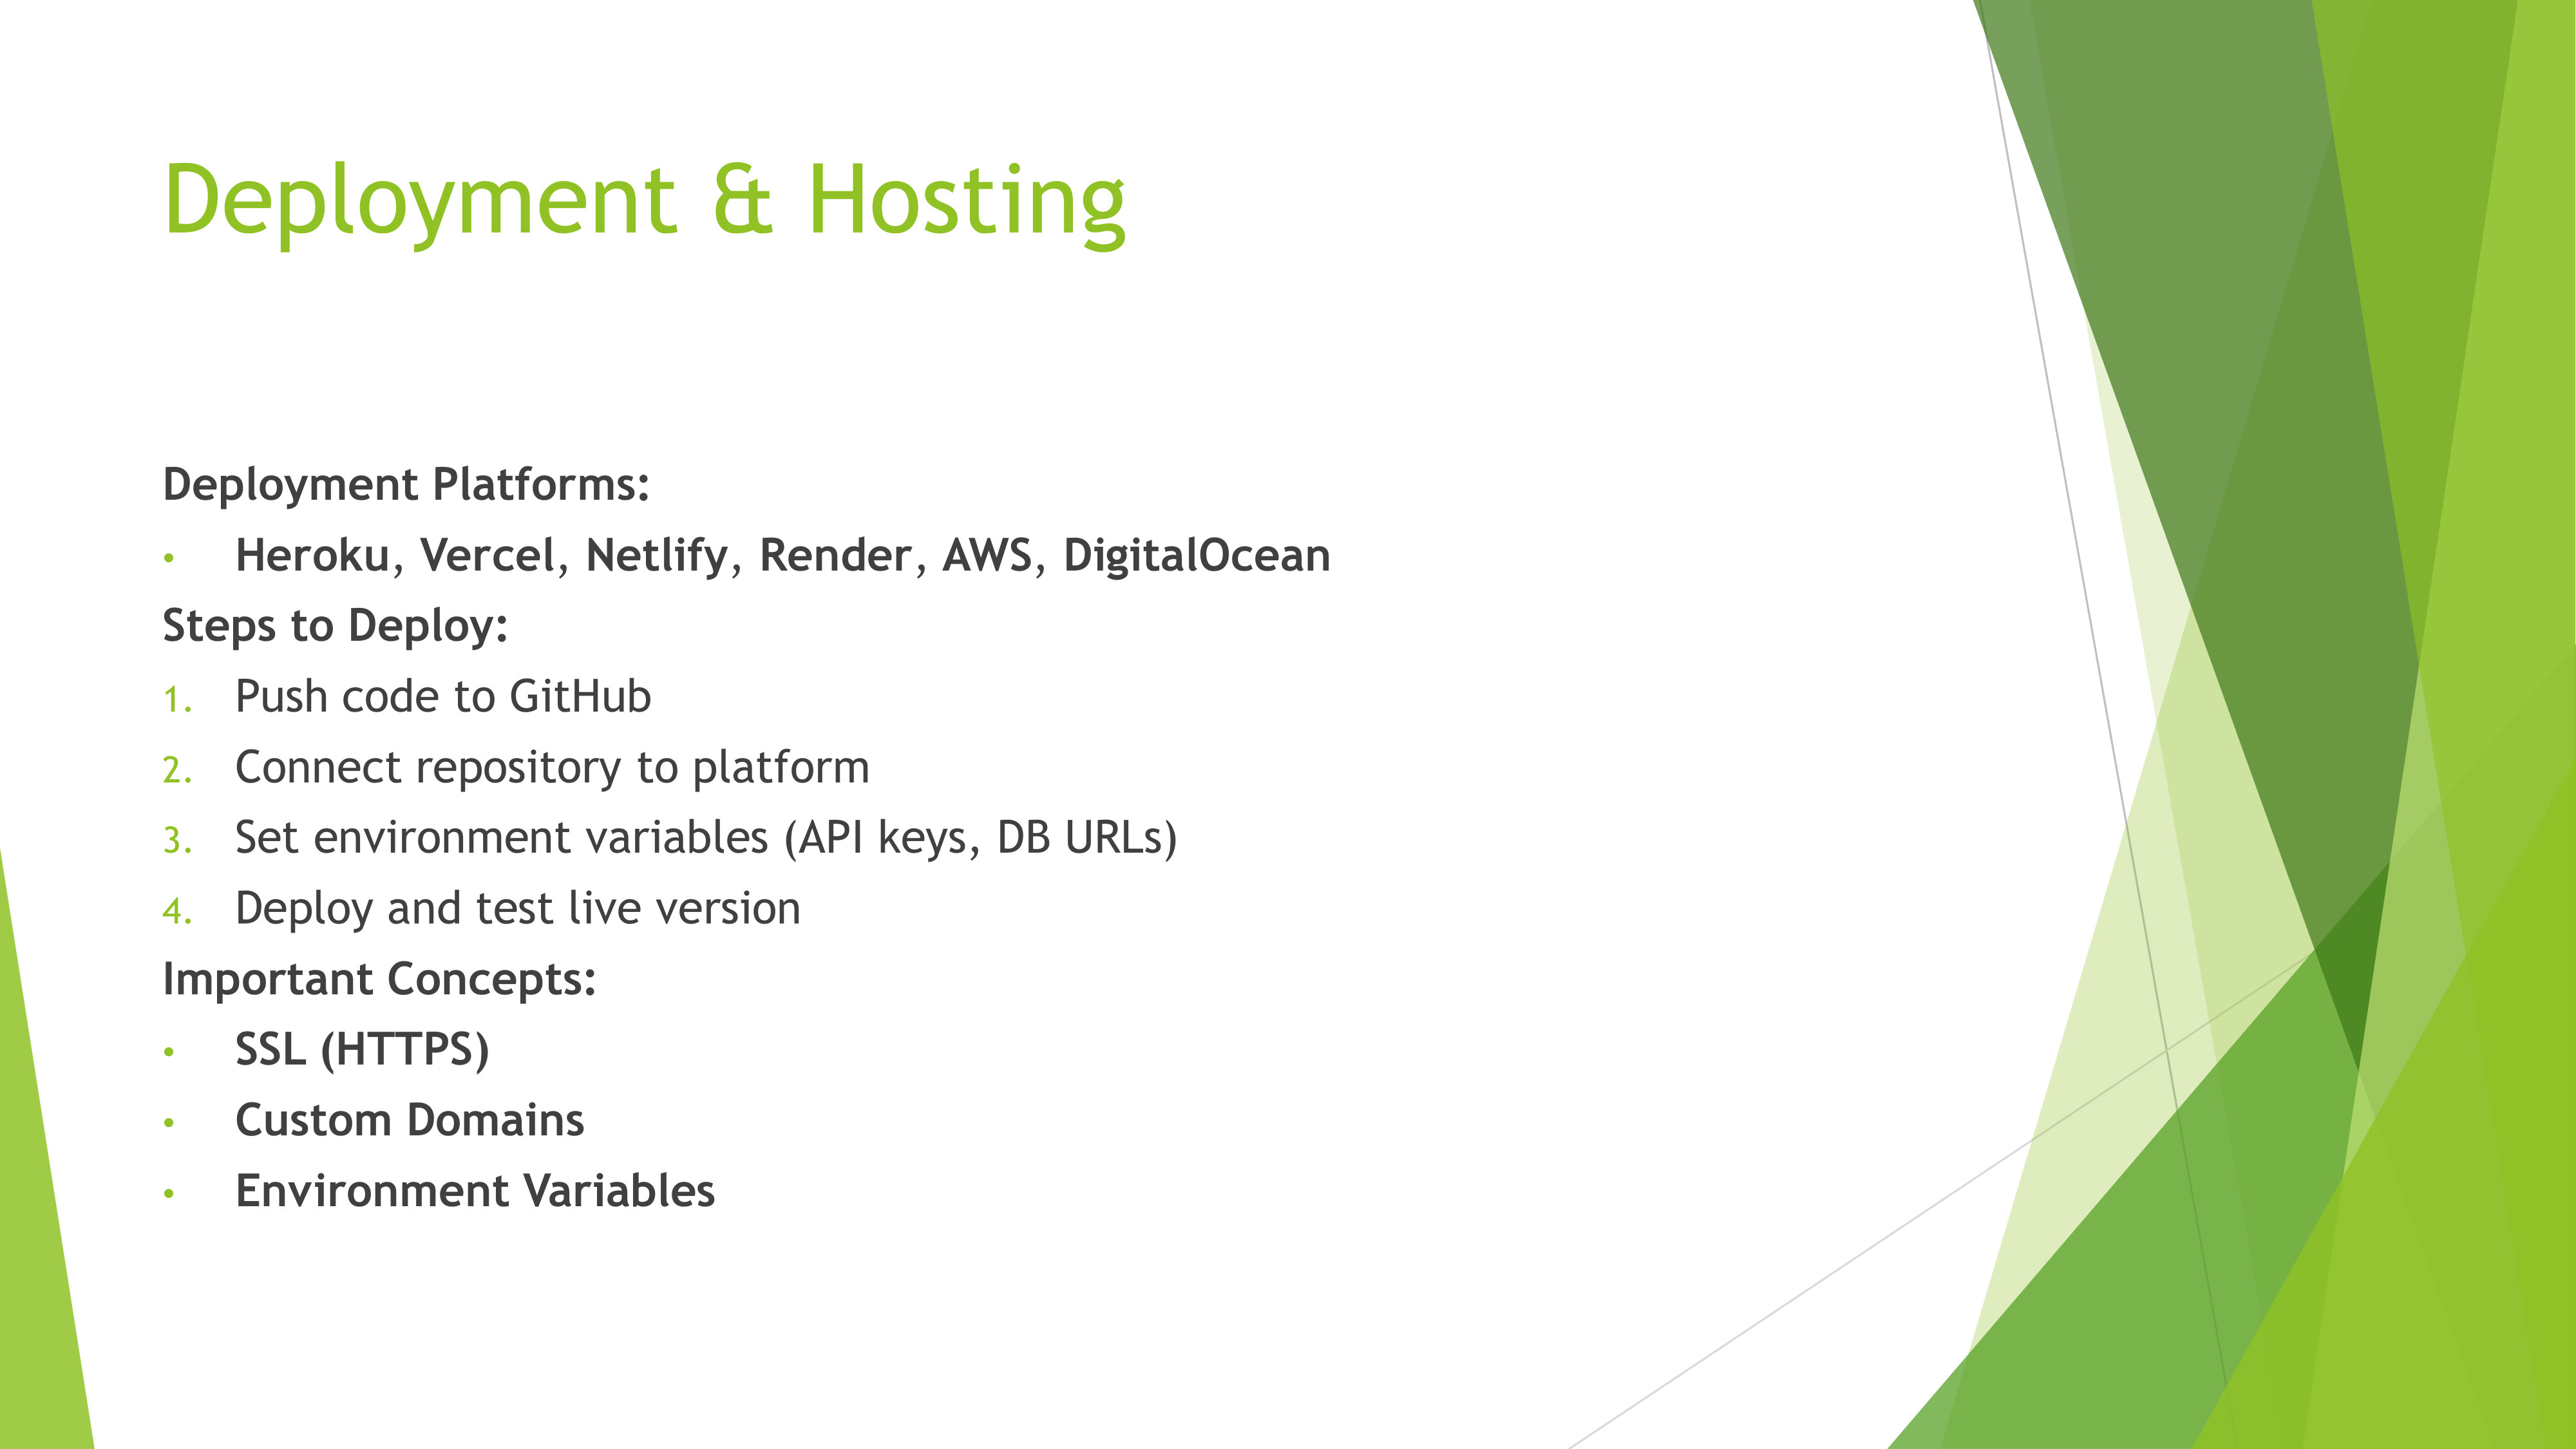 Deployment & Hosting
Deployment Platforms:
• Heroku, Vercel, Netlify, Render, AWS, DigitalOcean
Steps to Deploy:
1. Push code to GitHub
2. Connect repository to platform
3. Set environment variables (API keys, DB URLs)
4. Deploy and test live version
Important Concepts:
• SSL (HTTPS)
• Custom Domains
• Environment Variables